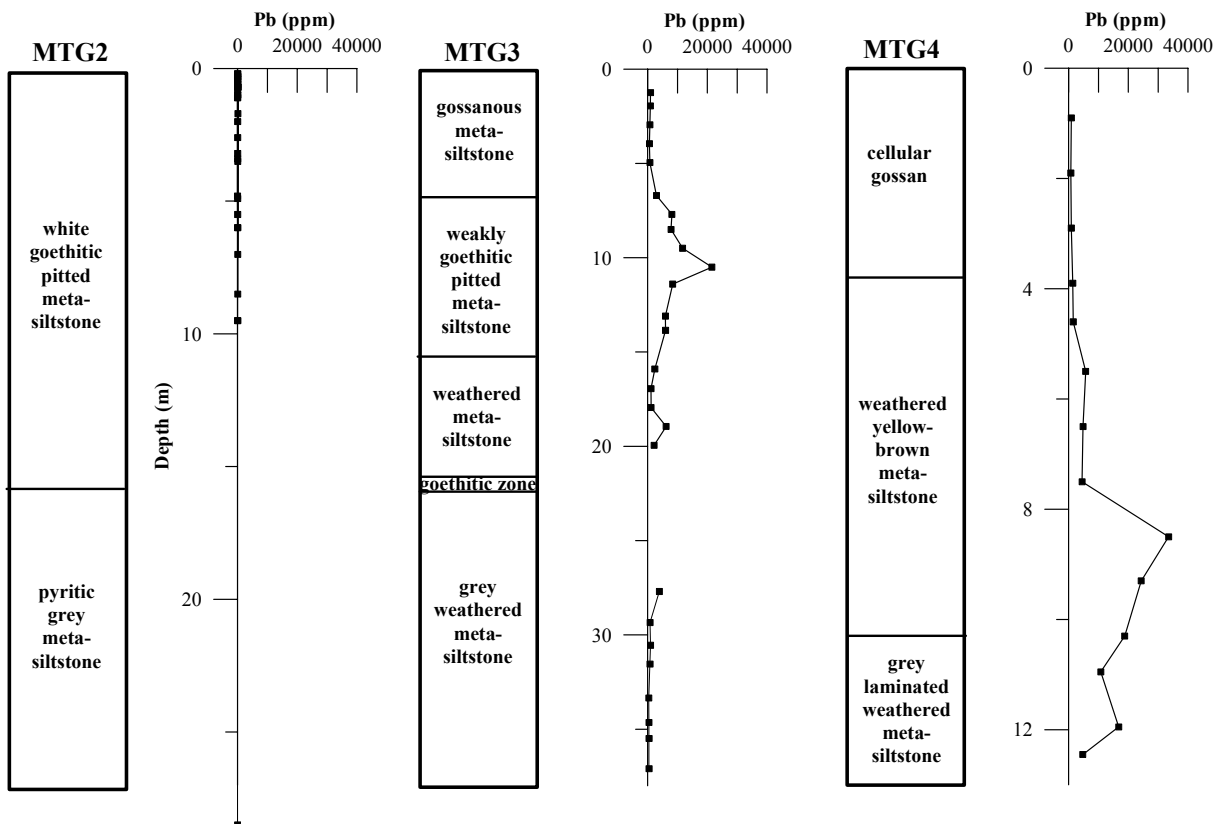 Pb (ppm)
0 20000 40000
MTG2
white
goethitic
pitted
meta-
siltstone
pyritic
grey
meta-
siltstone
0
10
20
Depth (m)
Pb (ppm)
0 20000 40000
MTG3
gossanous
meta-
siltstone
weakly
goethitic
pitted
meta-
siltstone
weathered
meta-
siltstone
goethitic zone
grey
weathered
meta-
siltstone
0
10
20
30
Pb (ppm)
0 20000 40000
MTG4
cellular
gossan
weathered
yellow-
brown
meta-
siltstone
grey
laminated
weathered
meta-
siltstone
0
4
8
12